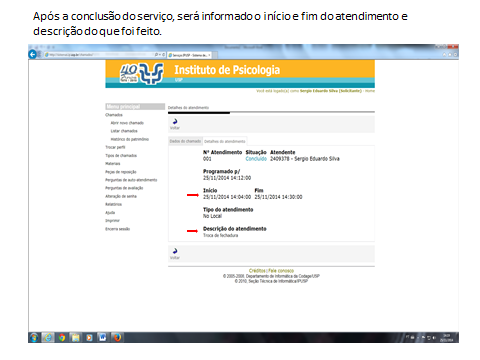 Após a conclusão do serviço, será informado o início e fim do atendimento e
descrição do que foi feito.
Instituto de Psicologia
USP
Você está logado(a) como Sergio Eduardo Silva (Solicitante) - Home
Menu principal
Chamados
Abrir novo chamado
Listar chamados
Histórico do patrimônio
Trocar perfil
Tipos de chamados
Materiais
Peças de reposição
Perguntas de auto-atendimento
Perguntas de avaliação
Alteração de senha
Relatórios
Ajuda
Imprimir
Encerra sessão
Detalhes do atendimento
Voltar
Dados do chamado Detalhes do atendimento
Nº Atendimento Situação Atendente
001 Concluído 2409378 - Sergio Eduardo Silva
Programado p/
25/11/2014 14:12:00
Início Fim
25/11/2014 14:04:00 25/11/2014 14:30:00
Tipo do atendimento
No Local
Descrição do atendimento
Troca de fechadura
Voltar
Créditos | Fale conosco
© 2005-2009, Departamento de Informática da Codage/USP
© 2010, Seção Técnica de Informática/IPUSP